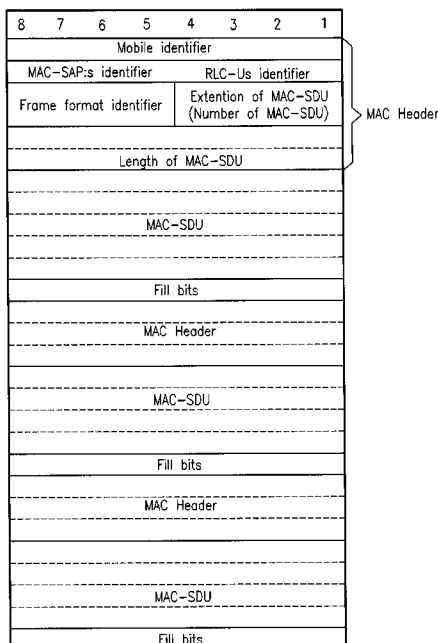 8 7 6 5 4 3 2 1
Mobile identifier
MAC-SAP:s identifier RLC-Us identifier
Frame format identifier Extention of MAC-SDU
(Number of MAC-SDU)
MAC Header
Length of MAC-SDU
MAC-SDU
Fill bits
MAC Header
MAC-SDU
Fill bits
MAC Header
MAC-SDU
Fill bits